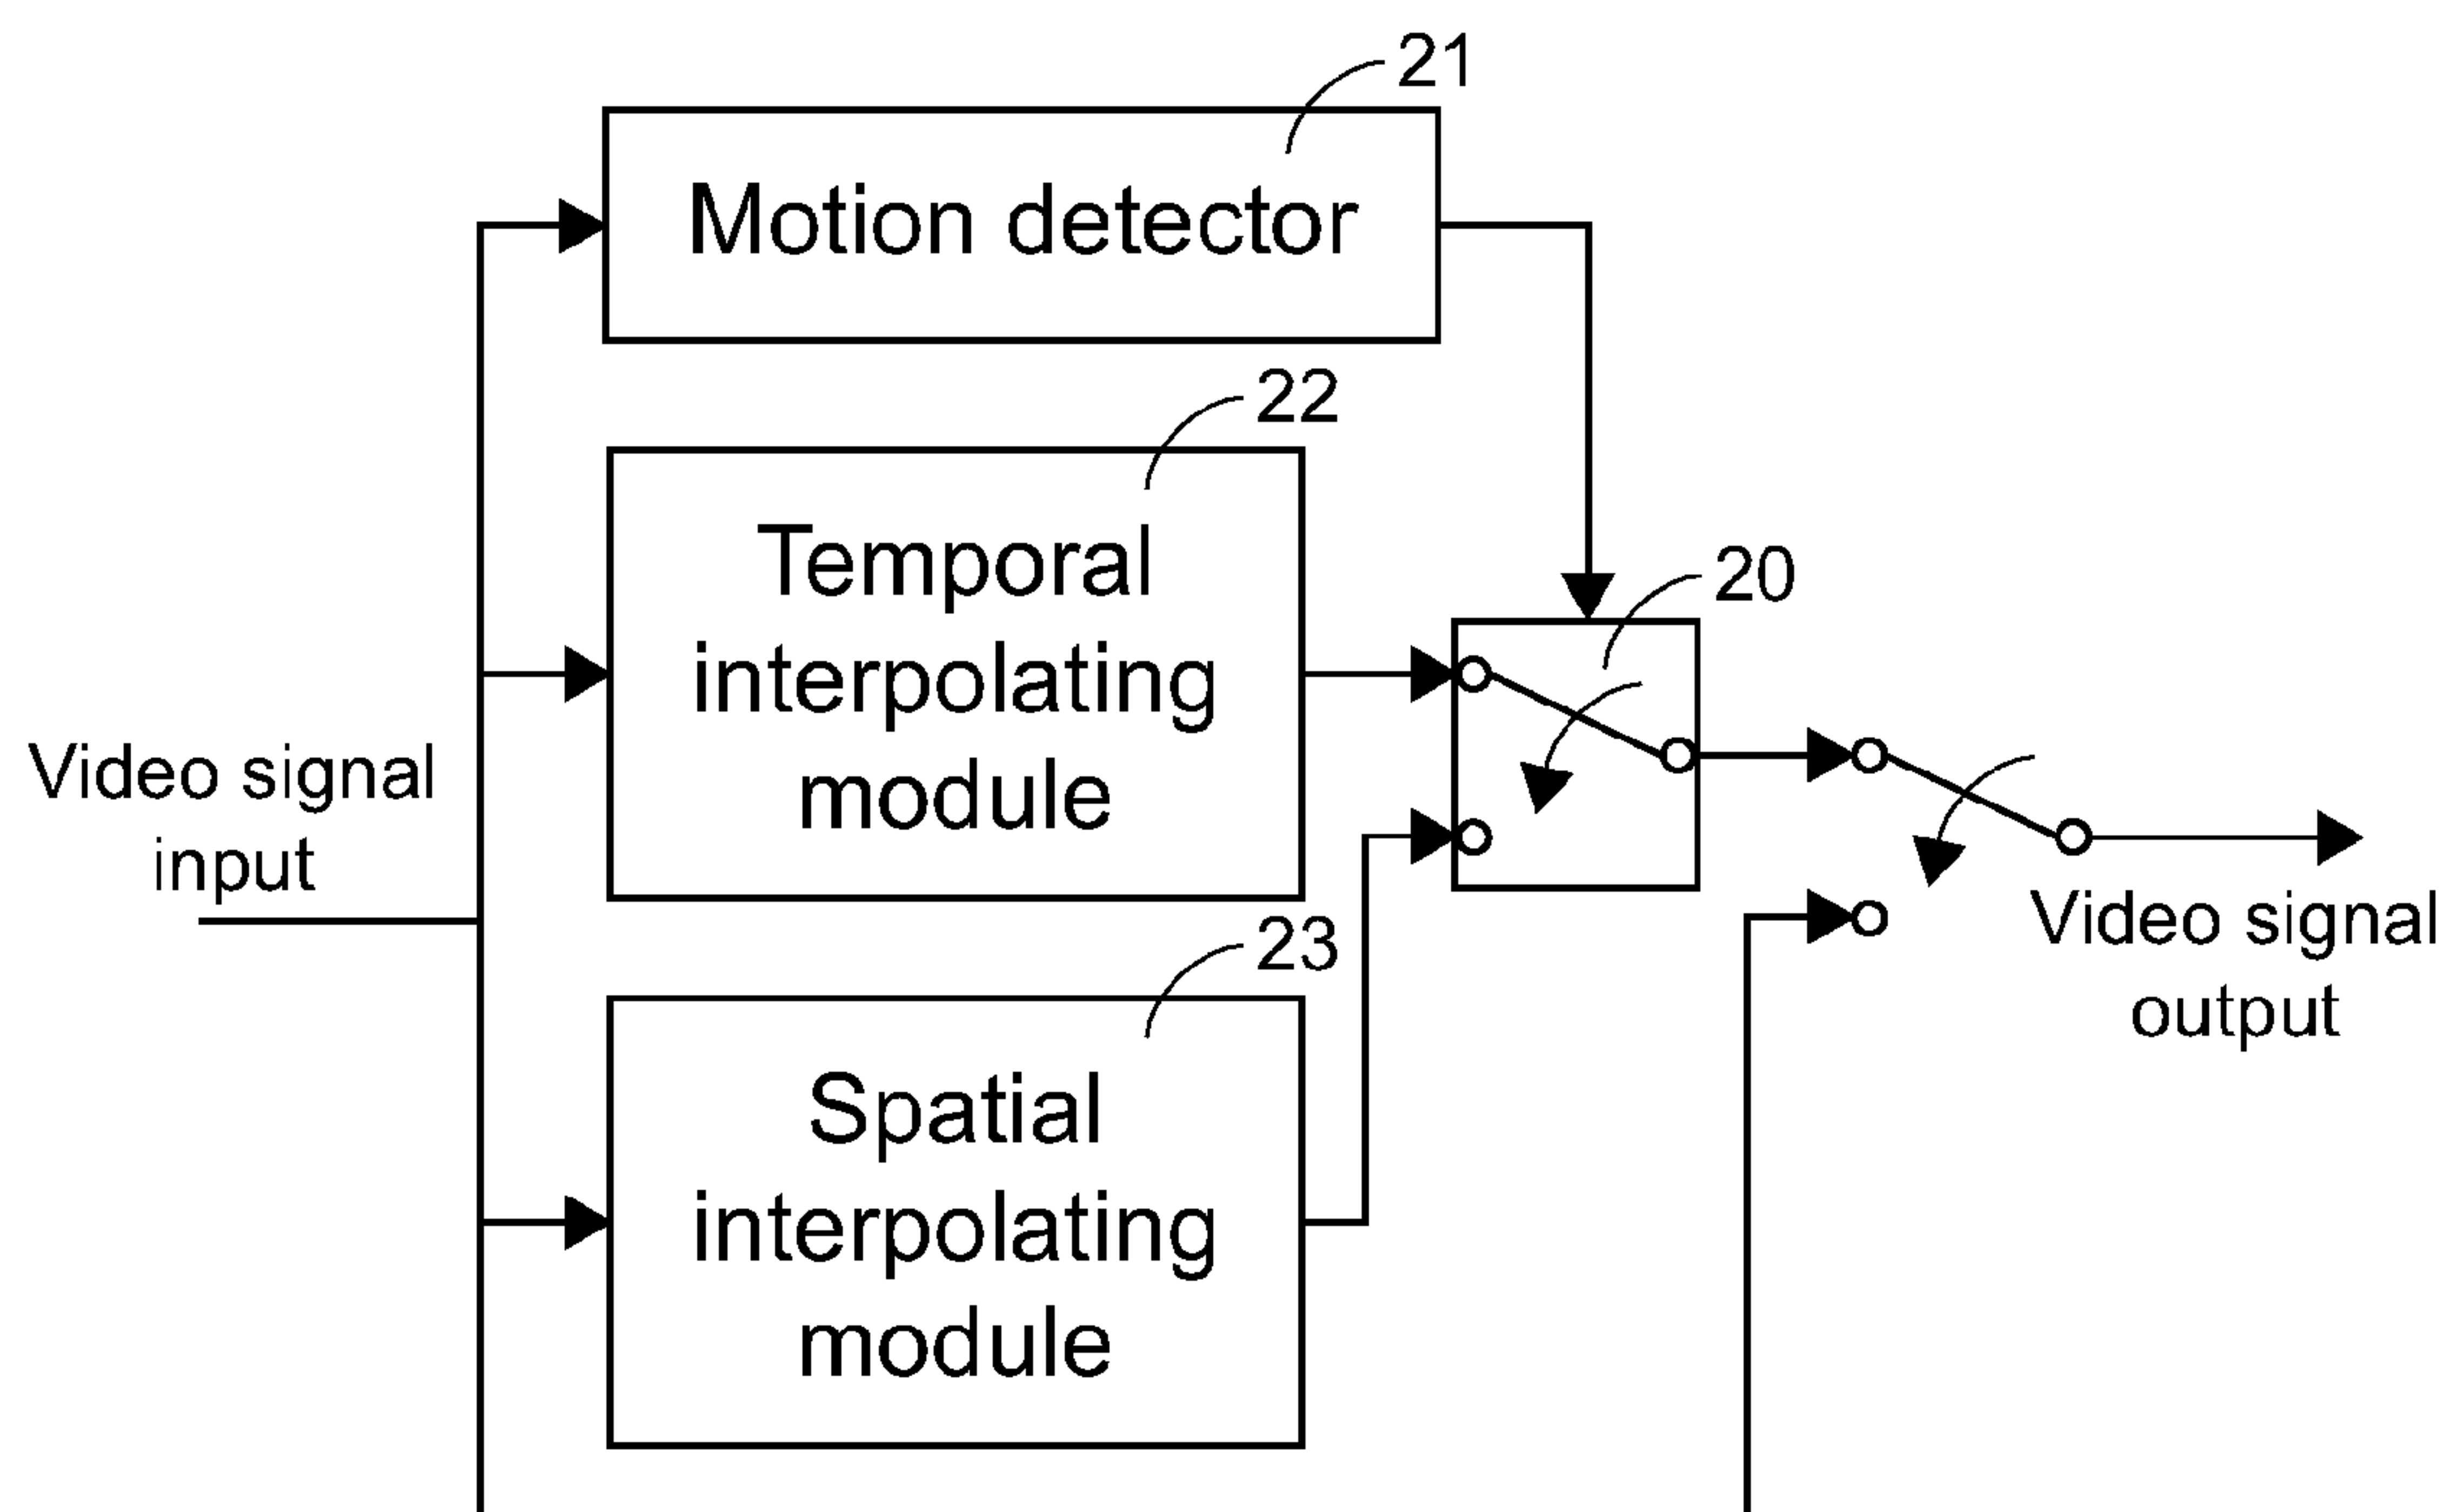 21
Motion detector
22
Temporal
interpolating
module
20
Video signal
input
23
Video signal
output
Spatial
interpolating
module